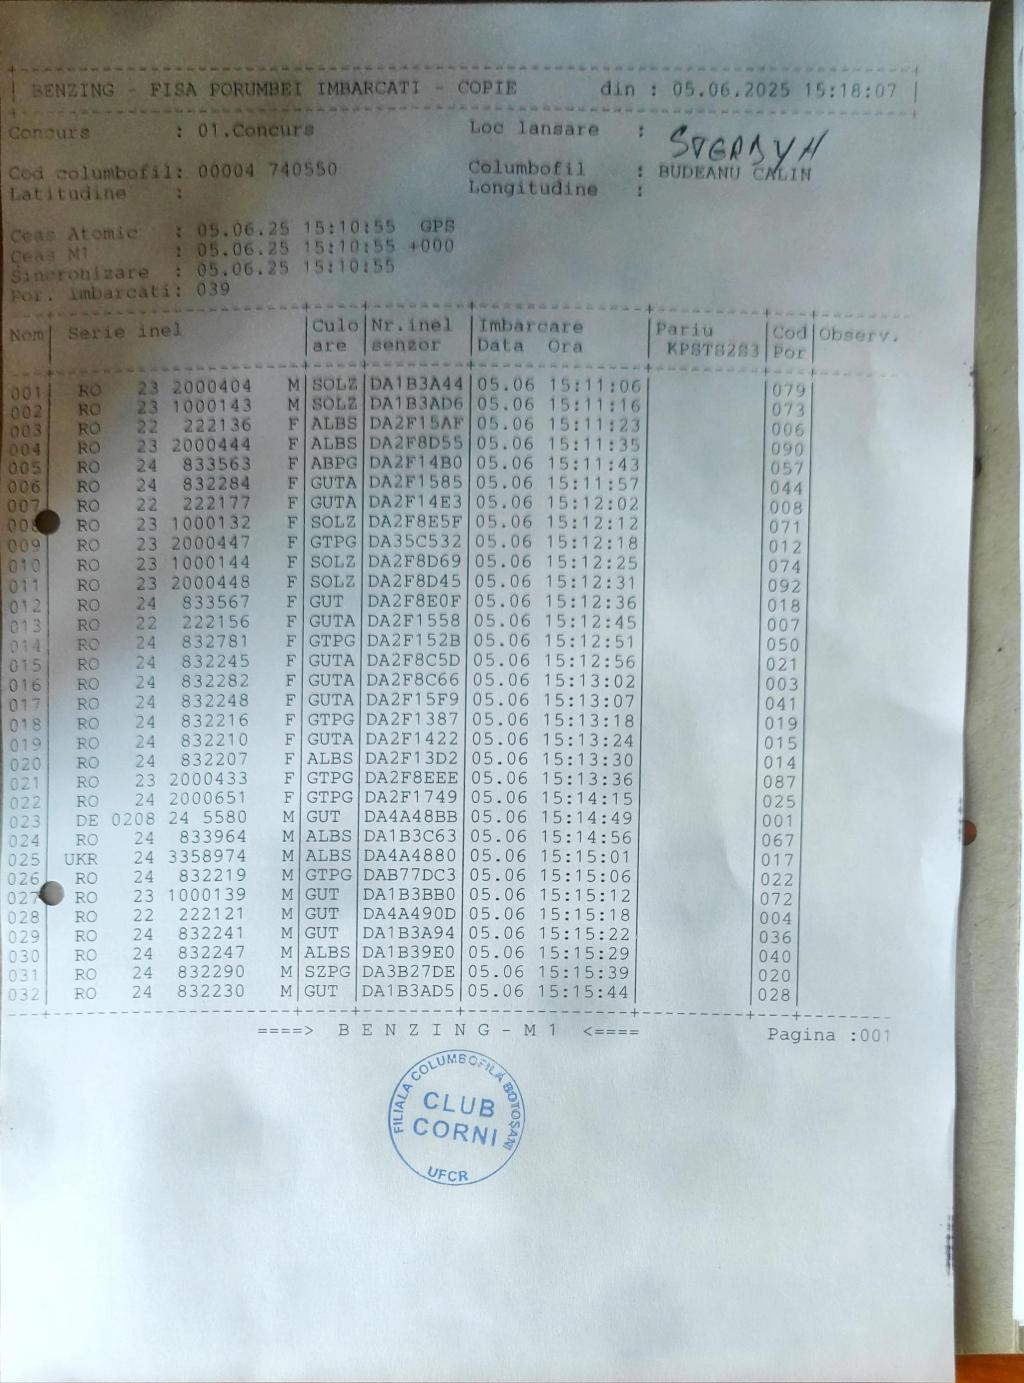 BENZING - FISA PORUMBEI IMBARCATI - COPIE din : 05.06.2025 15:18:07
Concurs : 01.Concurs Loc lansare :
Cod columbofil: 00004 740550 Columbofil : BUDEANU CALIN
Latitudine : Longitudine :
Ceas Atomic : 05.06.25 15:10:55 GPS
Ceas M1 : 05.06.25 15:10:55 +000
Sincronizare : 05.06.25 15:10:55
Por. imbarcati: 039
Nom Serie inel Culo Nr.inel Imbarcare Pariu Cod Observ.
are senzor Data Ora KPSTS2S3 Por
001 RO 23 2000404 M SOLZ DA1B3A44 05.06 15:11:06 079
002 RO 23 1000143 M SOLZ DA1B3AD6 05.06 15:11:16 073
003 RO 22 222136 F ALBS DA2F15AF 05.06 15:11:23 006
004 RO 23 2000444 F ALBS DA2F8D55 05.06 15:11:35 090
005 RO 24 833563 F ABPG DA2F14B0 05.06 15:11:43 057
006 RO 24 832284 F GUTA DA2F1585 05.06 15:11:57 044
007 RO 22 222177 F GUTA DA2F14E3 05.06 15:12:02 008
008 RO 23 1000132 F SOLZ DA2F8E5F 05.06 15:12:12 071
009 RO 23 2000447 F GTPG DA35C532 05.06 15:12:18 012
010 RO 23 1000144 F SOLZ DA2F8D69 05.06 15:12:25 074
011 RO 23 2000448 F SOLZ DA2F8D45 05.06 15:12:31 092
012 RO 24 833567 F GUT DA2F8E0F 05.06 15:12:36 018
013 RO 22 222156 F GUTA DA2F1558 05.06 15:12:45 007
014 RO 24 832781 F GTPG DA2F152B 05.06 15:12:51 050
015 RO 24 832245 F GUTA DA2F8C5D 05.06 15:12:56 021
016 RO 24 832282 F GUTA DA2F8C66 05.06 15:13:02 003
017 RO 24 832248 F GUTA DA2F15F9 05.06 15:13:07 041
018 RO 24 832216 F GTPG DA2F1387 05.06 15:13:18 019
019 RO 24 832210 F GUTA DA2F1422 05.06 15:13:24 015
020 RO 24 832207 F ALBS DA2F13D2 05.06 15:13:30 014
021 RO 23 2000433 F GTPG DA2F8EEE 05.06 15:13:36 087
022 RO 24 2000651 F GTPG DA2F1749 05.06 15:14:15 025
023 DE 0208 24 5580 M GUT DA4A48BB 05.06 15:14:49 001
024 RO 24 833964 M ALBS DA1B3C63 05.06 15:14:56 067
025 UKR 24 3358974 M ALBS DA4A4880 05.06 15:15:01 017
026 RO 24 832219 M GTPG DAB77DC3 05.06 15:15:06 022
027 RO 23 1000139 M GUT DA1B3BB0 05.06 15:15:12 072
028 RO 22 222121 M GUT DA4A490D 05.06 15:15:18 004
029 RO 24 832241 M GUT DA1B3A94 05.06 15:15:22 036
030 RO 24 832247 M ALBS DA1B39E0 05.06 15:15:29 040
031 RO 24 832290 M SZPG DA3B27DE 05.06 15:15:39 020
032 RO 24 832230 M GUT DA1B3AD5 05.06 15:15:44 028
====> B E N Z I N G - M 1 <==== Pagina :001
FILIALA COLUMBOFILĂ BOTOȘANI
CLUB
CORNI
UFCR